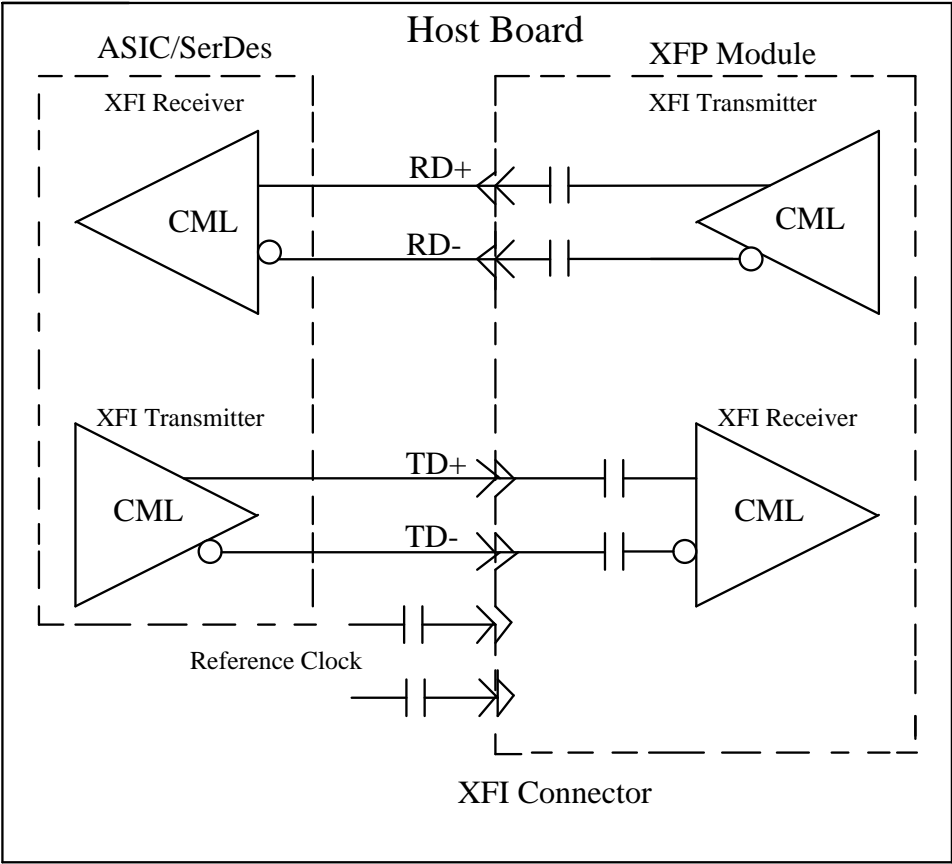 Host Board
ASIC/SerDes
XFP Module
XFI Receiver
XFI Transmitter
RD+
CML
CML
RD-
XFI Transmitter
XFI Receiver
TD+
CML
CML
TD-
Reference Clock
XFI Connector